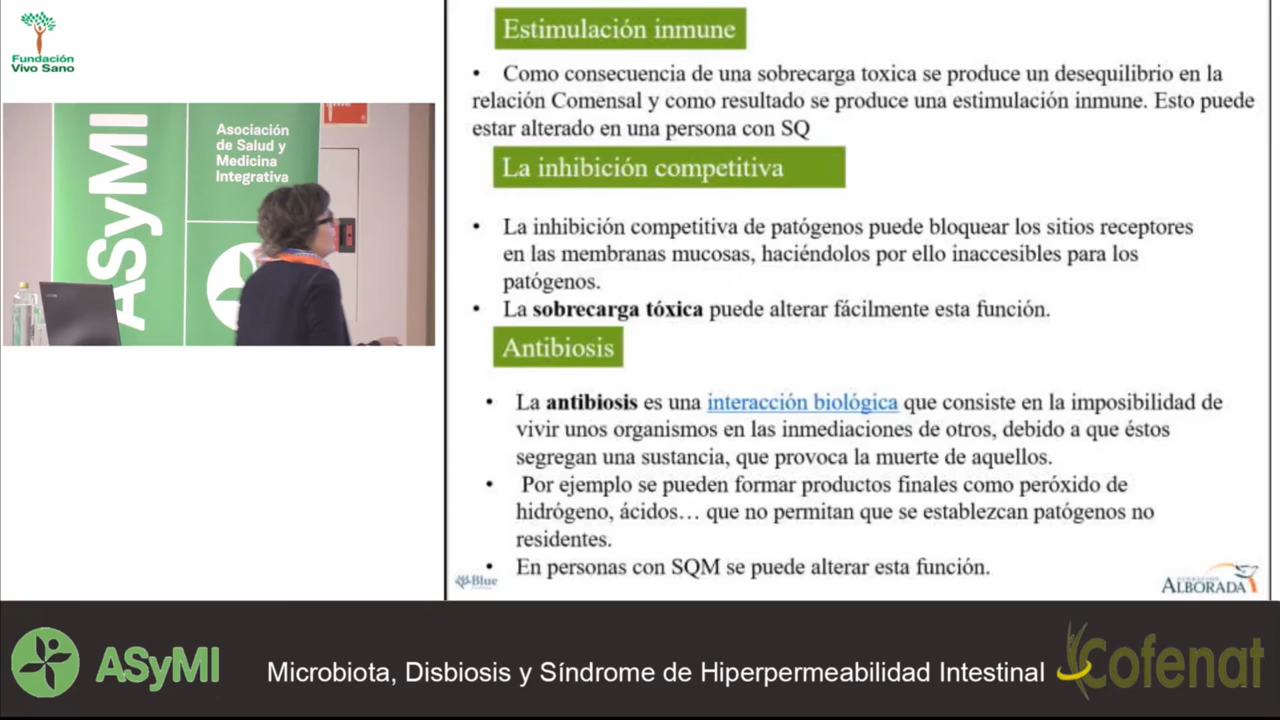 Fundación
Vivo Sano
ASyMI
Asociación
de Salud y
Medicina
Integrativa
Estimulación inmune
• Como consecuencia de una sobrecarga toxica se produce un desequilibrio en la
relación Comensal y como resultado se produce una estimulación inmune. Esto puede
estar alterado en una persona con SQ
La inhibición competitiva
• La inhibición competitiva de patógenos puede bloquear los sitios receptores
en las membranas mucosas, haciéndolos por ello inaccesibles para los
patógenos.
• La sobrecarga tóxica puede alterar fácilmente esta función.
Antibiosis
• La antibiosis es una interacción biológica que consiste en la imposibilidad de
vivir unos organismos en las inmediaciones de otros, debido a que éstos
segregan una sustancia, que provoca la muerte de aquellos.
• Por ejemplo se pueden formar productos finales como peróxido de
hidrógeno, ácidos… que no permitan que se establezcan patógenos no
residentes.
• En personas con SQM se puede alterar esta función.
Blue
FUNDACIÓN
ALBORADA
ASyMI
Microbiota, Disbiosis y Síndrome de Hiperpermeabilidad Intestinal
Cofenat